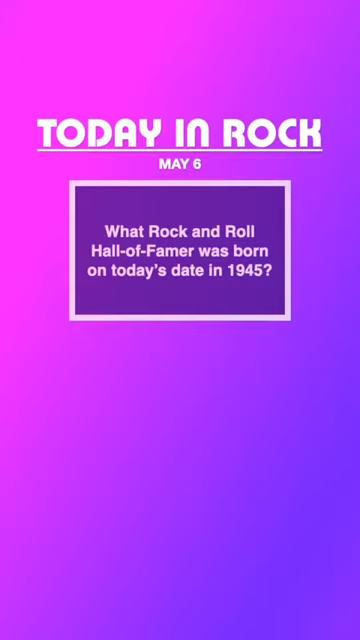 TODAY IN ROCK
MAY 6
What Rock and Roll
Hall-of-Famer was born
on today's date in 1945?